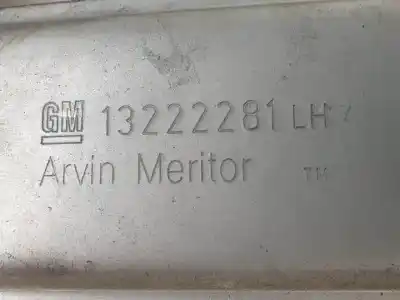 GM 13222281 LH
Arvin Meritor TM